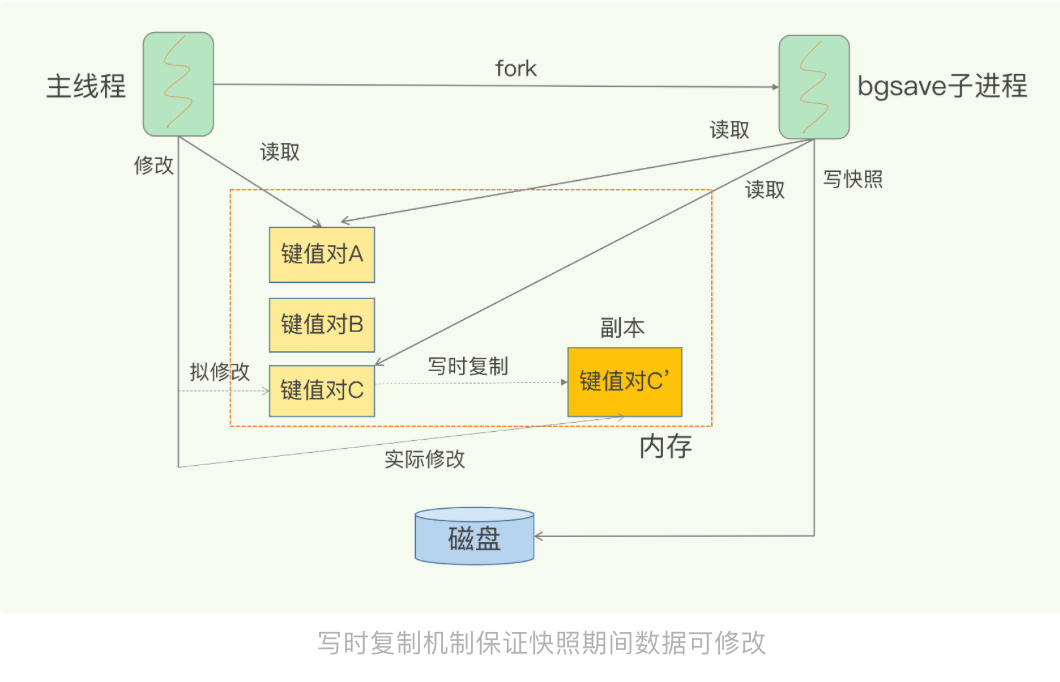 fork
主线程
bgsave子进程
修改
读取
读取
读取
写快照
键值对A
键值对B
副本
拟修改
键值对C
写时复制
键值对C’
实际修改
内存
磁盘
写时复制机制保证快照期间数据可修改